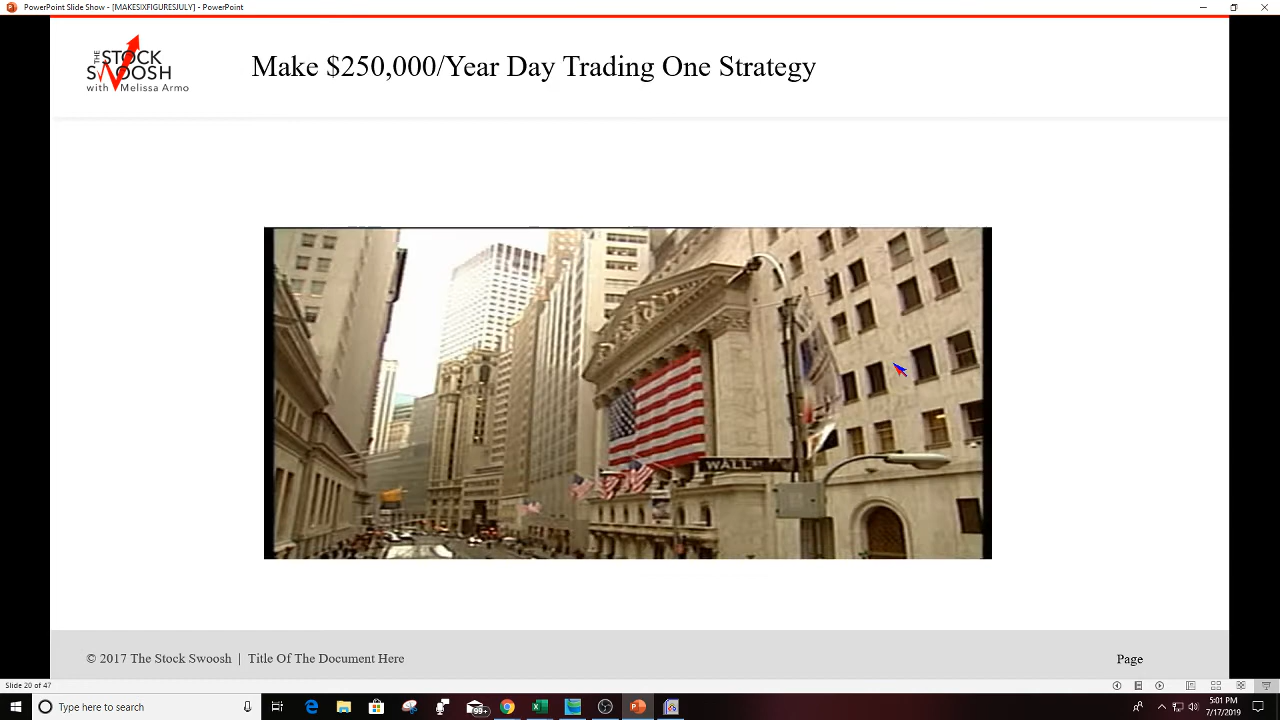 PowerPoint Slide Show - [MAKESIXFIGURESJULY] - PowerPoint
THE
STOCK
SWOOSH
with Melissa Armo
Make $250,000/Year Day Trading One Strategy
WALL ST
© 2017 The Stock Swoosh | Title Of The Document Here
Page
Slide 20 of 47
Type here to search
99+
5:01 PM
7/17/2019